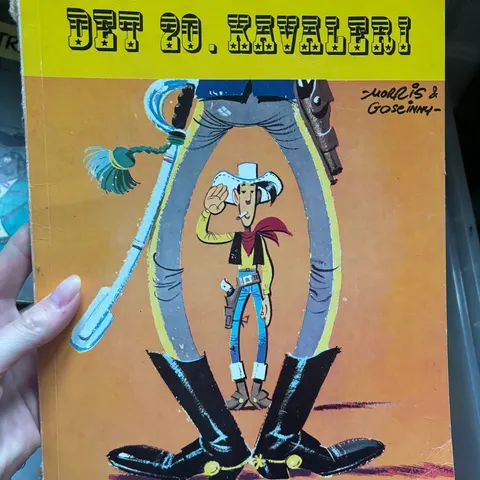 DET 20. KAVALERI
MORRIS &
GOSCINNY